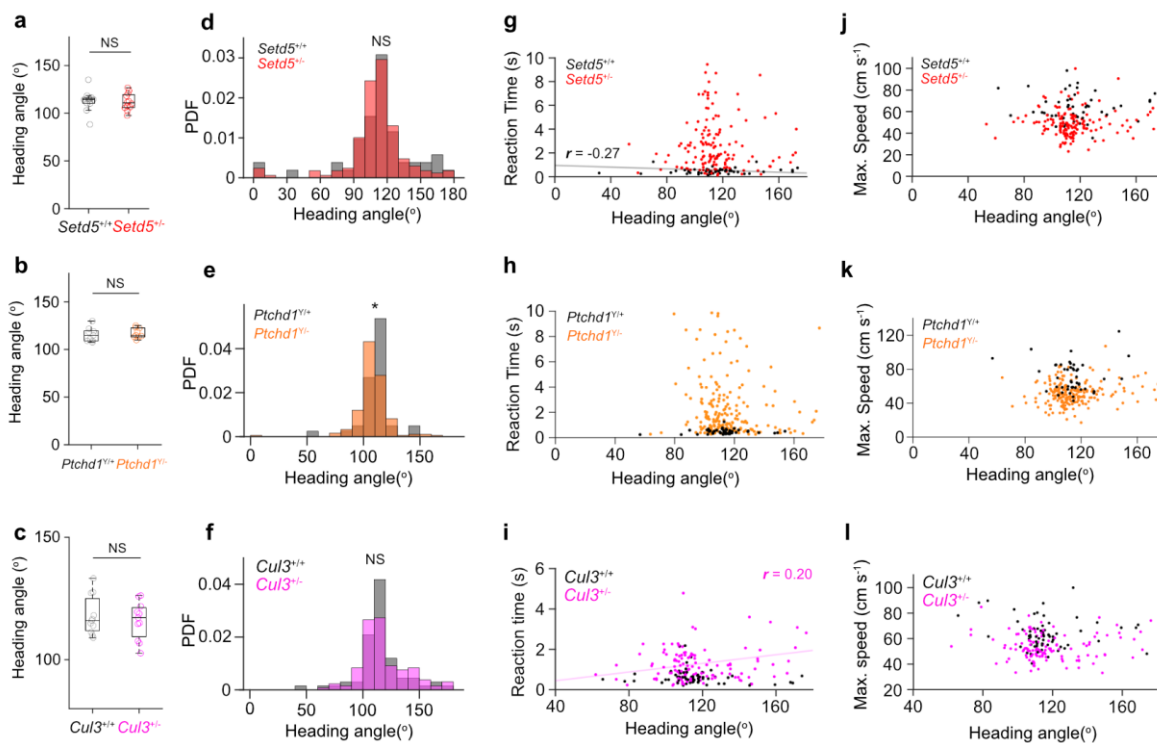 a
NS
Heading angle (°)
150
100
50
0
Setd5+/+ Setd5+/-
d
NS
Setd5+/+
Setd5+/-
PDF
0.03
0.02
0.01
0
0 30 60 90 120 150 180
Heading angle(°)
g
Setd5+/+
Setd5+/-
Reaction Time (s)
10
8
6
4
2
0
r = -0.27
0 40 80 120 160
Heading angle(°)
j
Setd5+/+
Setd5+/-
Max. Speed (cm s-1)
100
80
60
40
20
0
0 40 80 120 160
Heading angle(°)
b
NS
Heading angle (°)
150
100
50
0
Ptchd1Y/+ Ptchd1Y/-
e
*
Ptchd1Y/+
Ptchd1Y/-
PDF
0.04
0.02
0
0 50 100 150
Heading angle(°)
h
Ptchd1Y/+
Ptchd1Y/-
Reaction Time (s)
10
8
6
4
2
0
0 40 80 120 160
Heading angle(°)
k
Ptchd1Y/+
Ptchd1Y/-
Max. Speed (cm s-1)
120
80
40
0
0 40 80 120 160
Heading angle(°)
c
NS
Heading angle (°)
150
100
Cul3+/+ Cul3+/-
f
NS
Cul3+/+
Cul3+/-
PDF
0.04
0.02
0
0 50 100 150
Heading angle(°)
i
Cul3+/+
Cul3+/-
r = 0.20
Reaction time (s)
6
4
2
0
40 80 120 160
Heading angle(°)
l
Cul3+/+
Cul3+/-
Max. speed (cm s-1)
100
80
60
40
20
40 80 120 160
Heading angle(°)